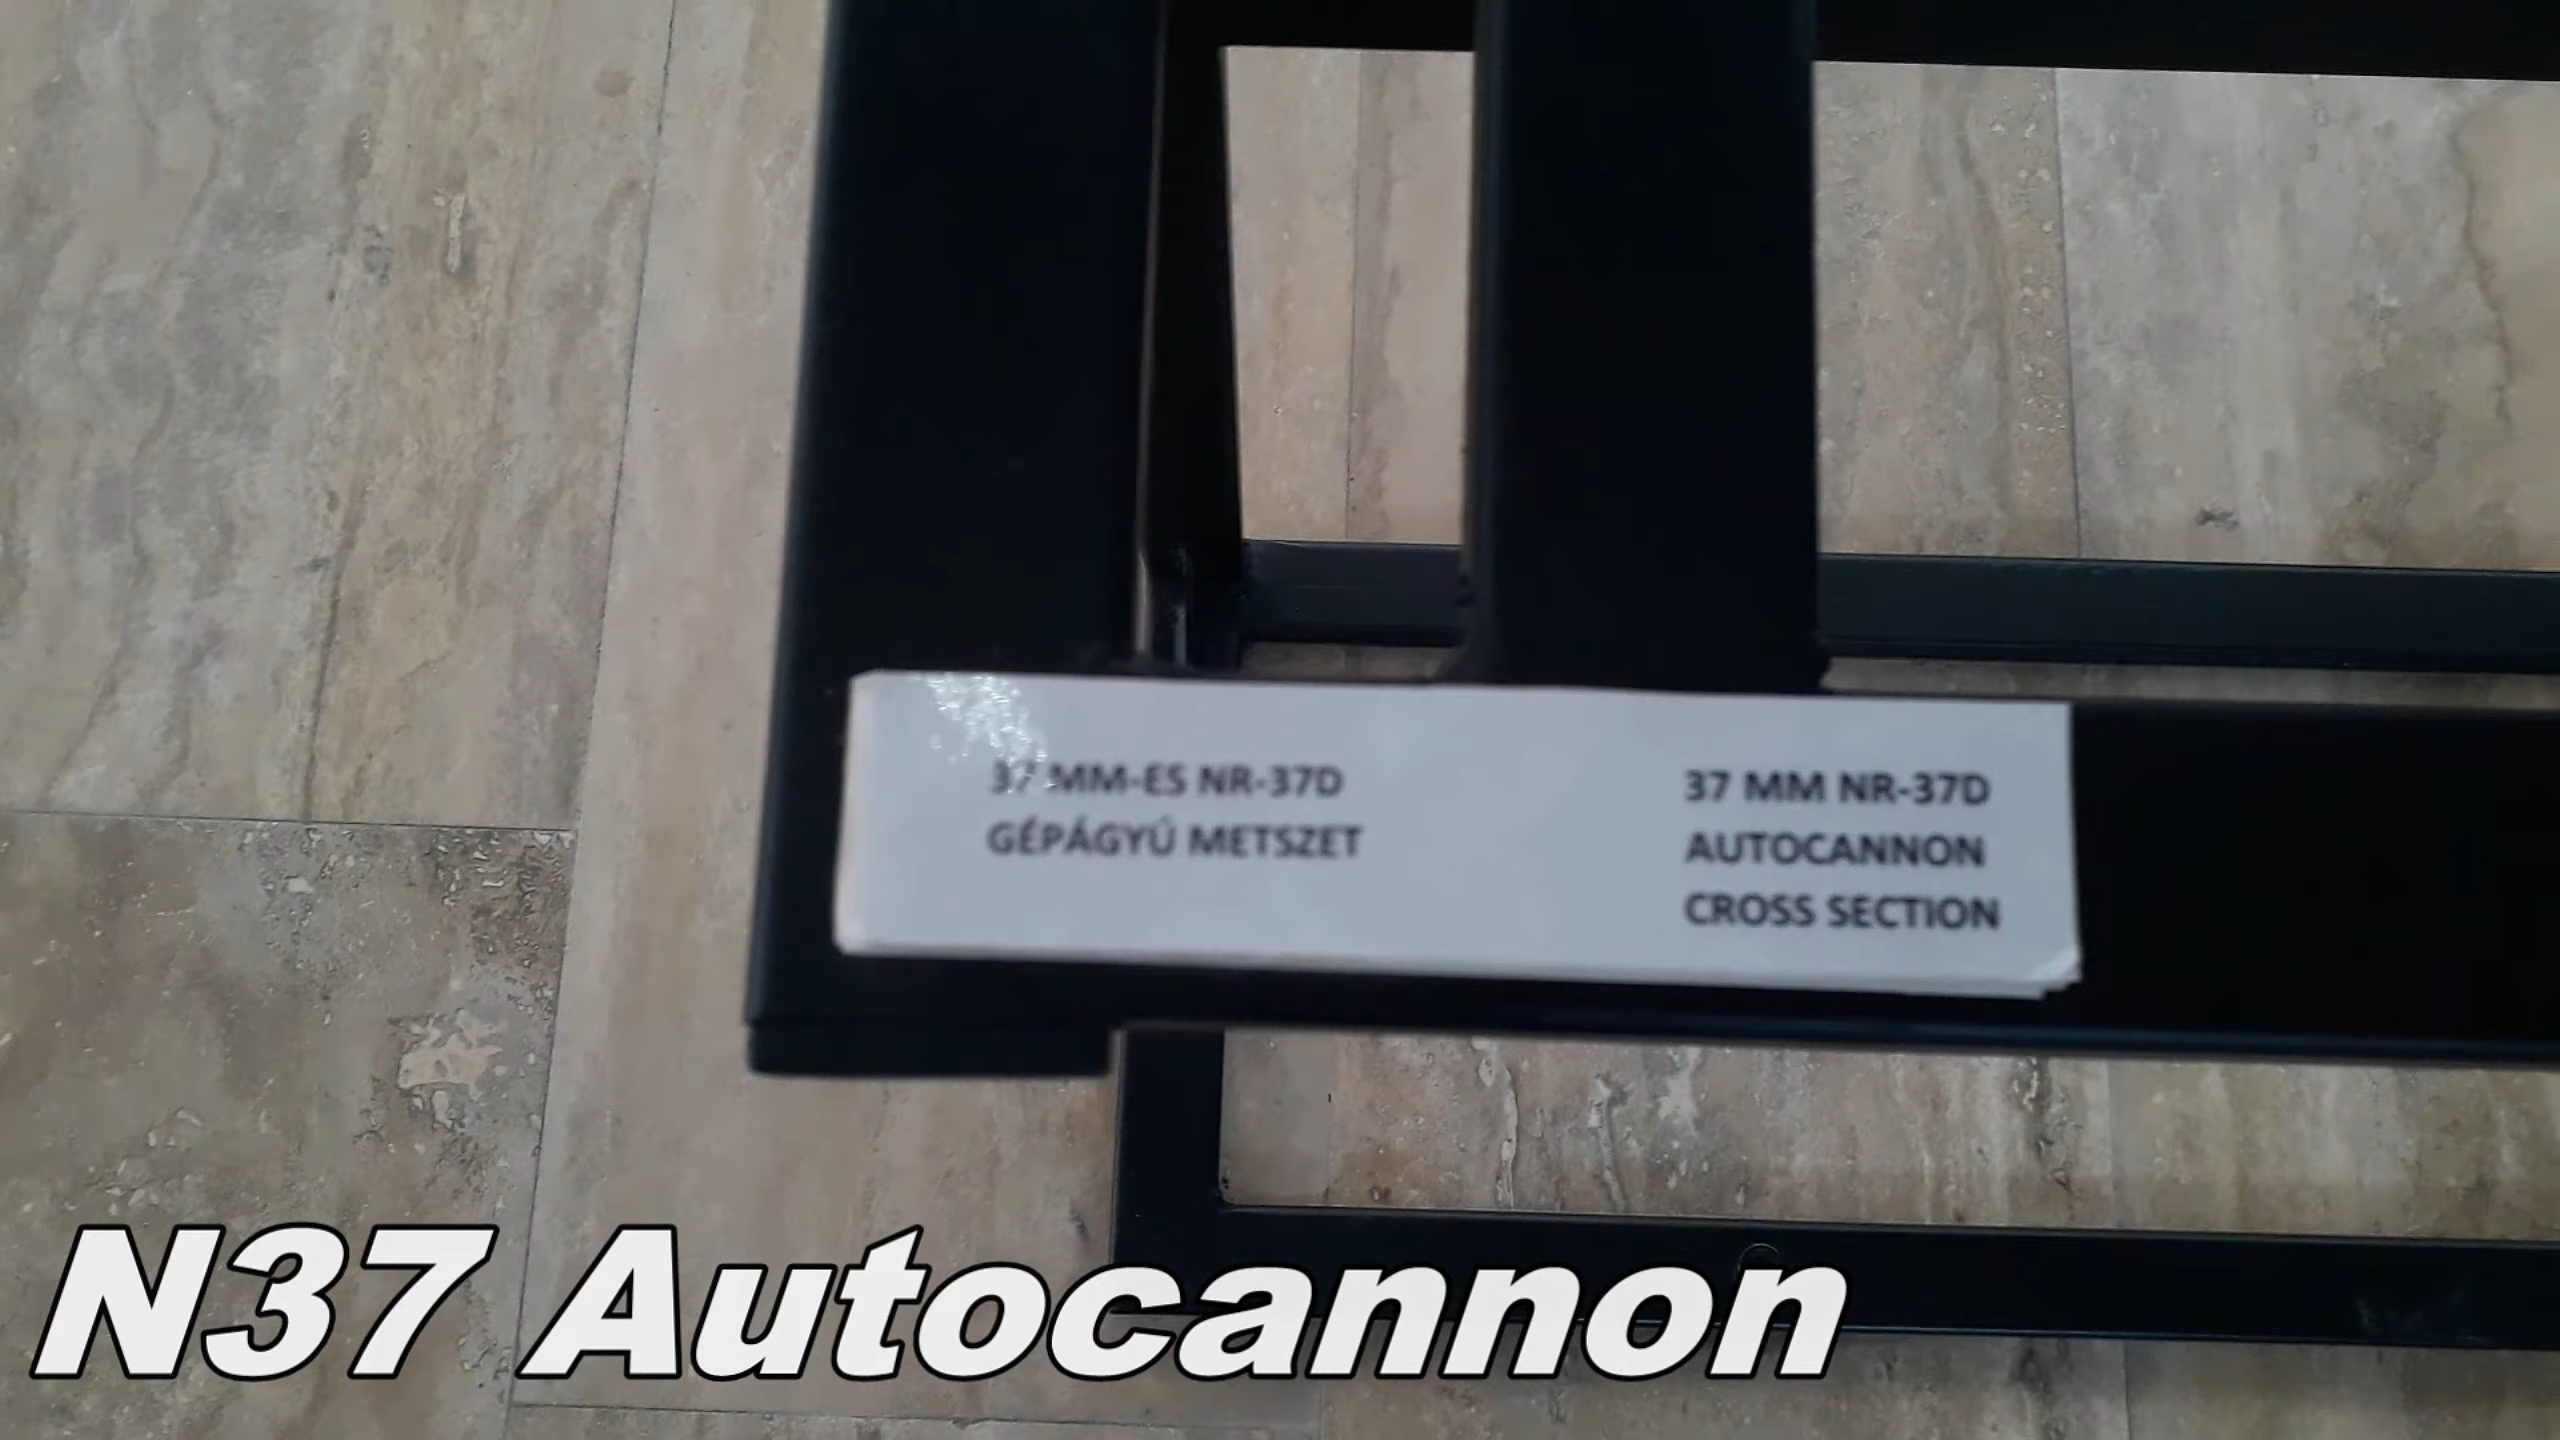 37 MM-ES NR-37D
GÉPÁGYÚ METSZET
37 MM NR-37D
AUTOCANNON
CROSS SECTION
N37 Autocannon